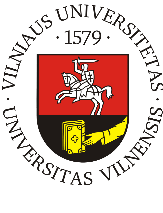 VILNIAUS UNIVERSITETAS
· 1579 ·
UNIVERSITAS VILNENSIS